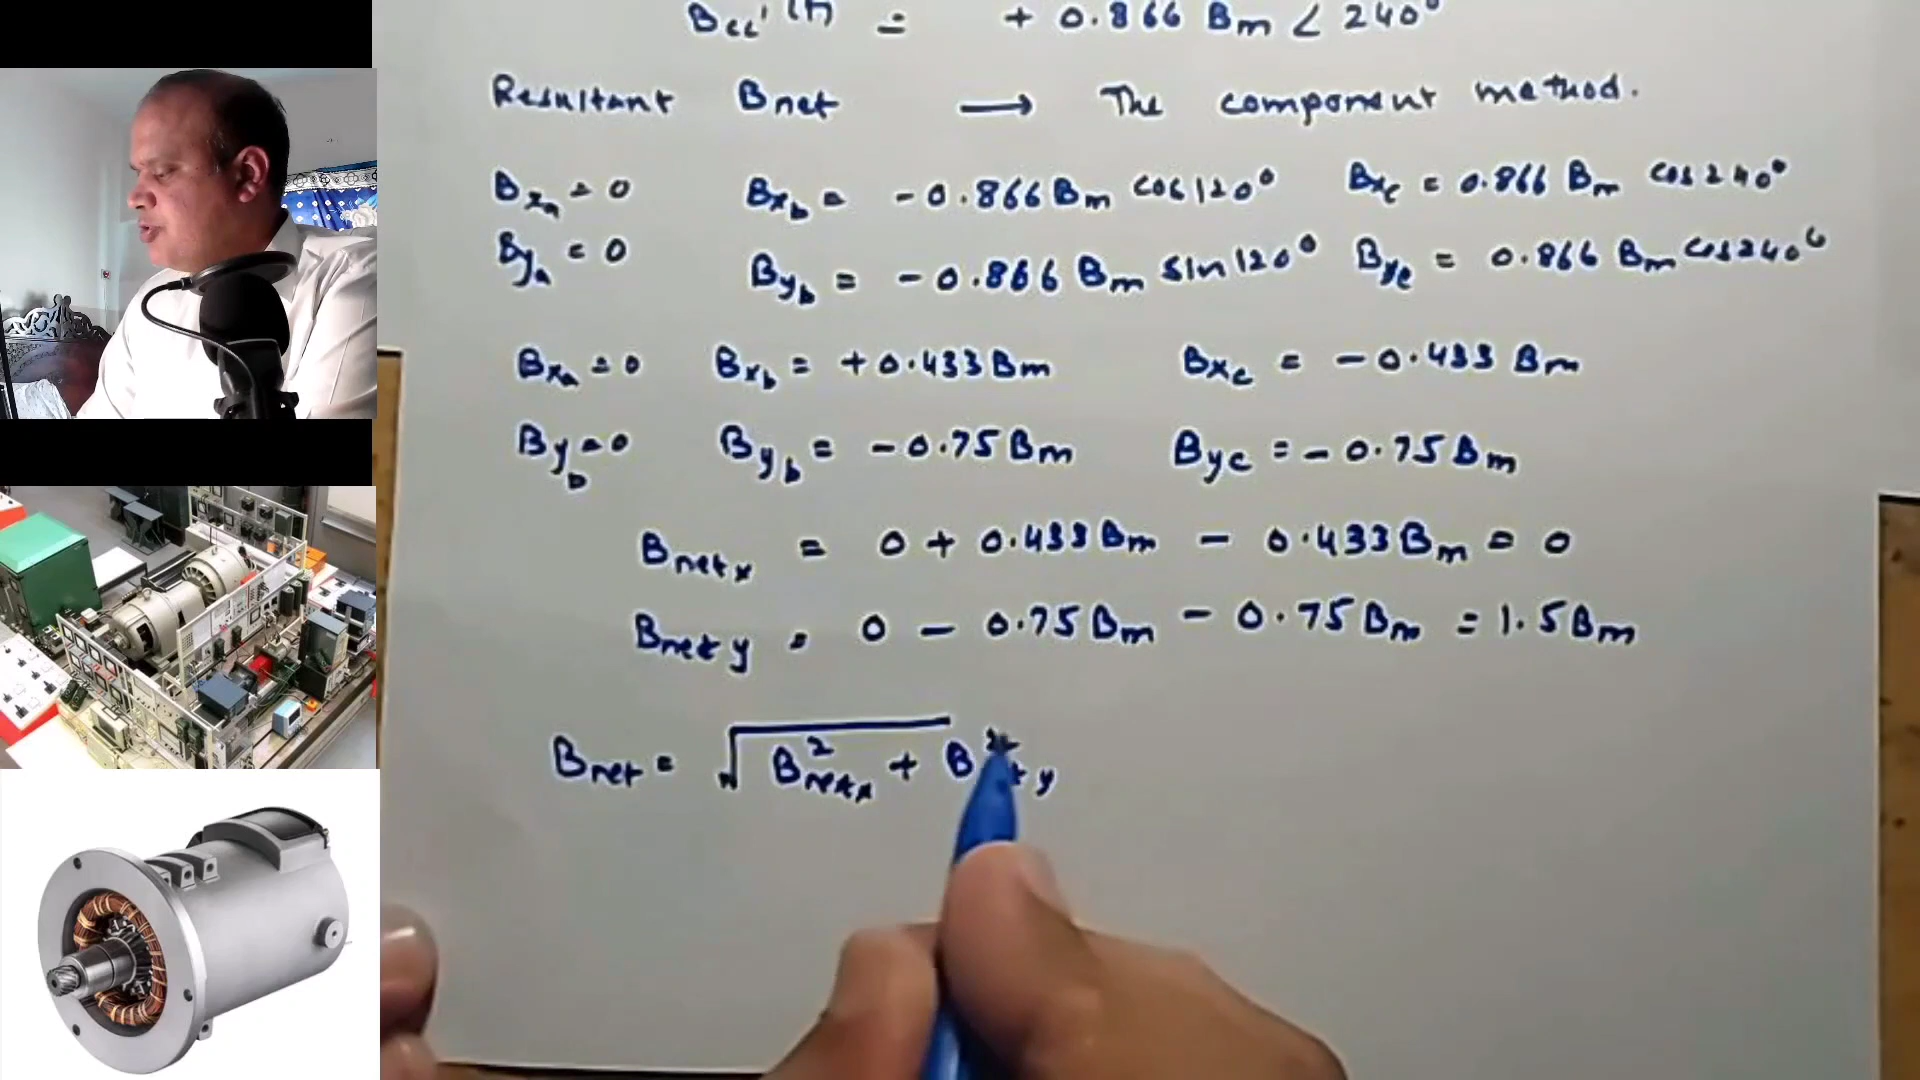 Bcc'(t) = + 0.866 Bm ∠240°
Resultant Bnet → The component method.
Bxa = 0 Bxb = -0.866 Bm cos120° Bxc = 0.866 Bm cos240°
Bya = 0 Byb = -0.866 Bm sin120° Byc = 0.866 Bm cos240°
Bxa = 0 Bxb = +0.433 Bm Bxc = -0.433 Bm
Byb = 0 Byb = -0.75 Bm Byc = -0.75 Bm
Bnetx = 0 + 0.433 Bm - 0.433 Bm = 0
Bnety = 0 - 0.75 Bm - 0.75 Bm = 1.5 Bm
Bnet = √ B²netx + B